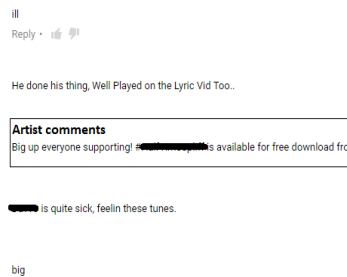 ill
Reply •
He done his thing, Well Played on the Lyric Vid Too..
Artist comments
Big up everyone supporting! # is available for free download
is quite sick, feelin these tunes.
big